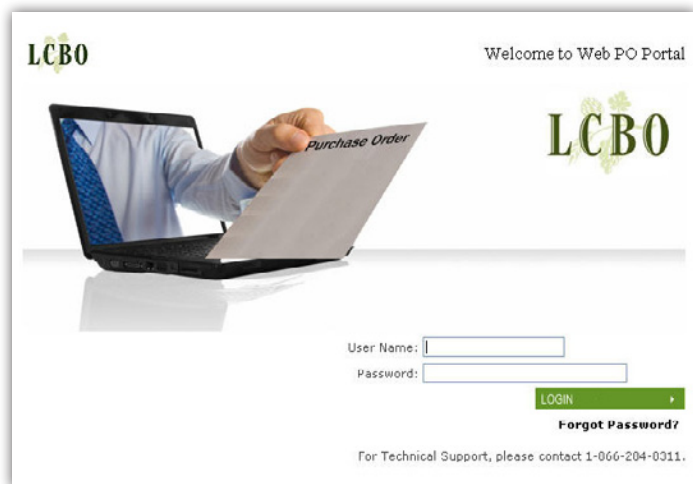 LCBO
Welcome to Web PO Portal
Purchase Order
LCBO
User Name:
Password:
LOGIN
Forgot Password?
For Technical Support, please contact 1-866-204-0311.